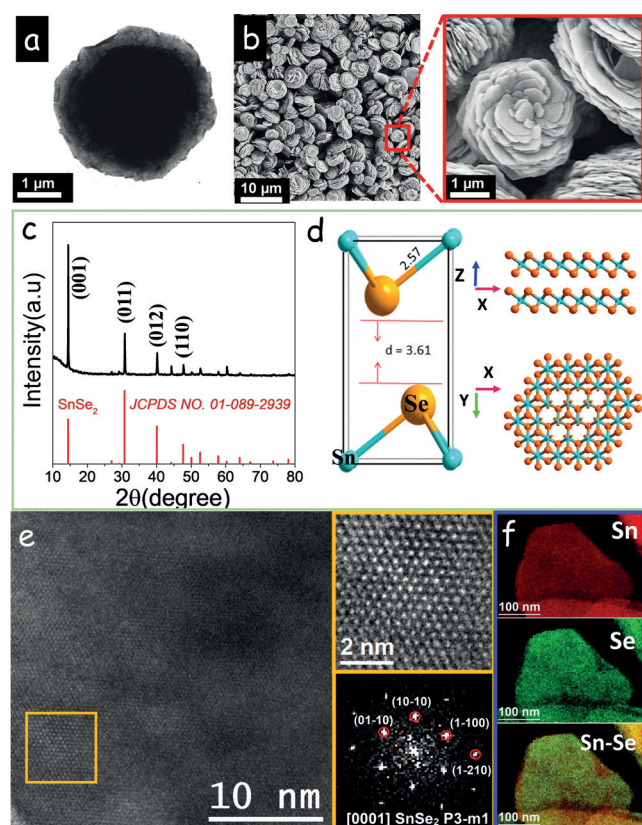 a
1 µm
b
10 µm
1 µm
c
Intensity(a.u)
(001)
(011)
(012)
(110)
SnSe2
JCPDS NO. 01-089-2939
10 20 30 40 50 60 70 80
2θ(degree)
d
2.57
d = 3.61
Se
Sn
Z
X
X
Y
e
10 nm
2 nm
(10-10)
(01-10)
(1-100)
(1-210)
[0001] SnSe2 P3-m1
f
Sn
100 nm
Se
100 nm
Sn-Se
100 nm